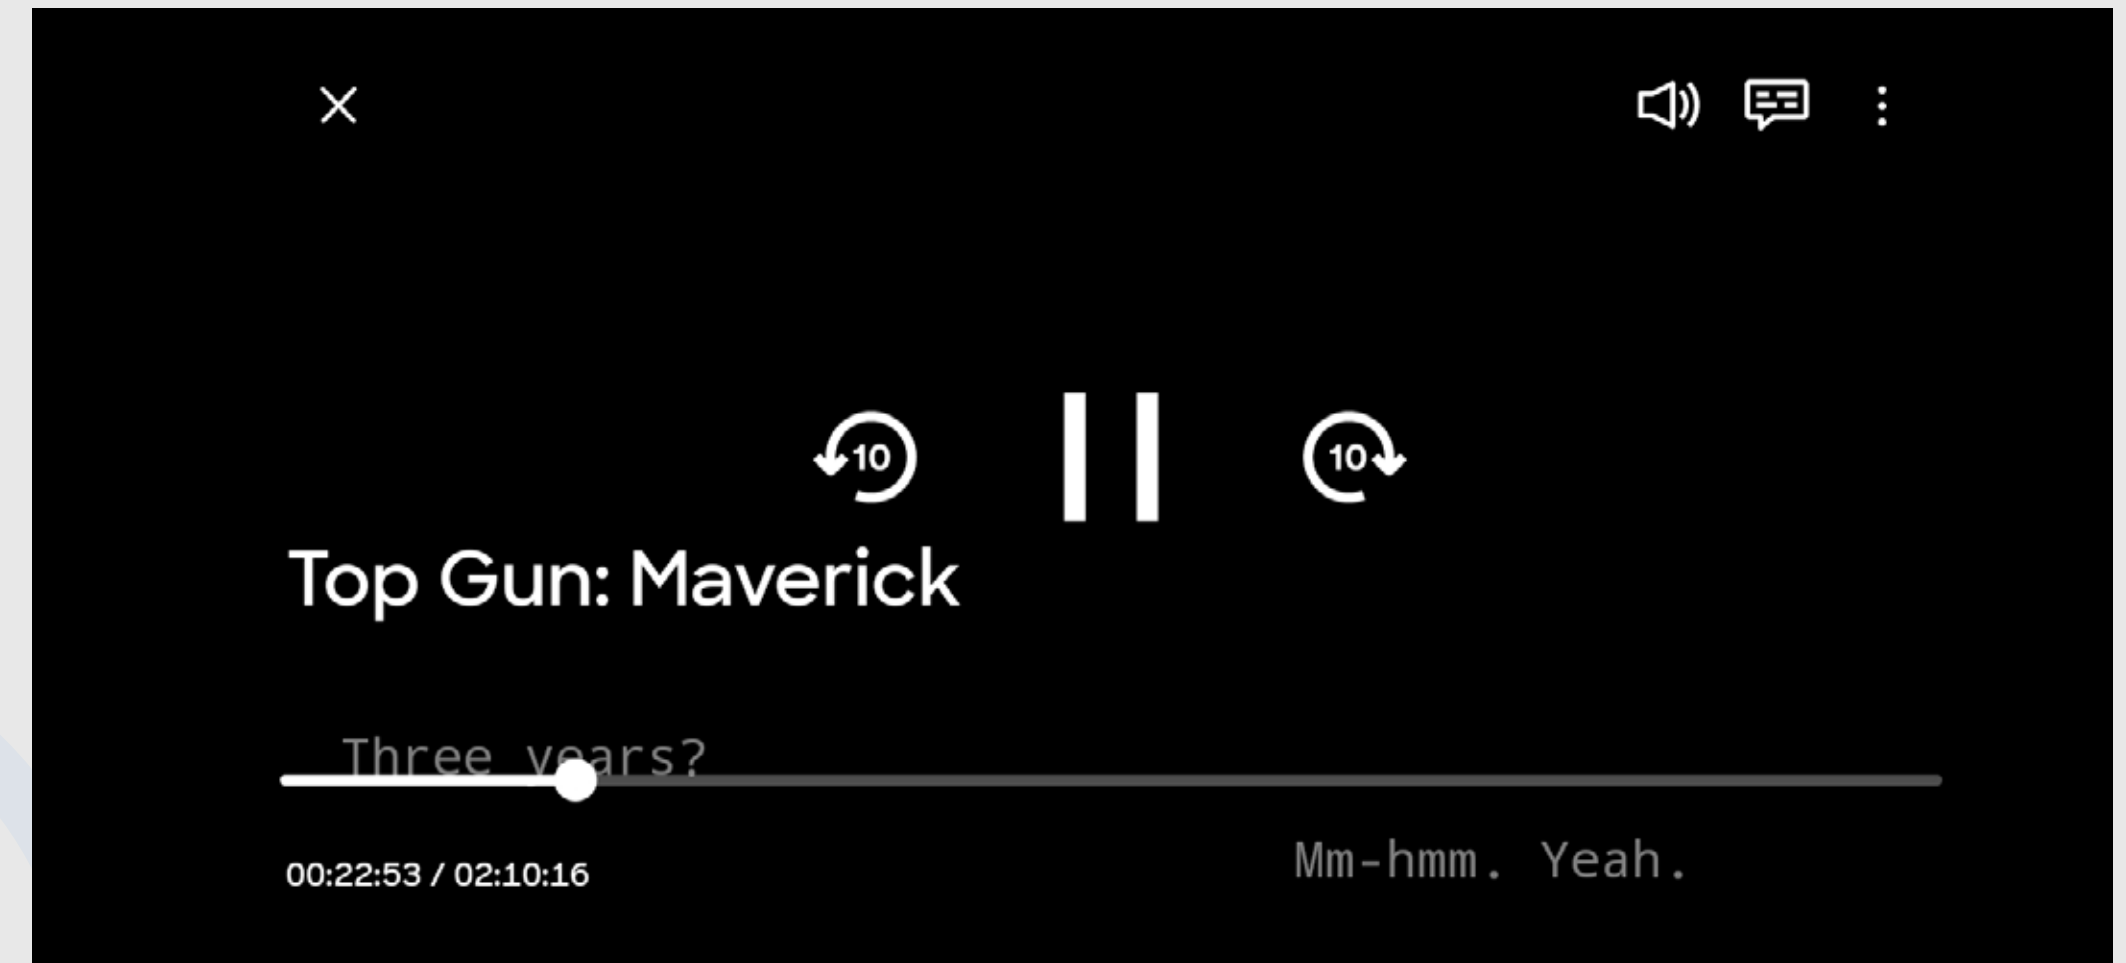 10 10
Top Gun: Maverick
Three years?
Mm-hmm. Yeah.
00:22:53 / 02:10:16